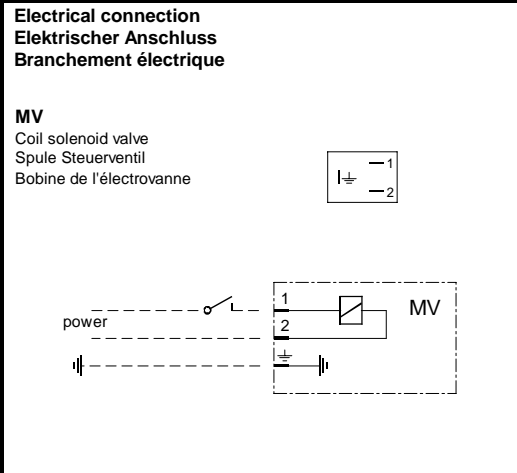 Electrical connection
Elektrischer Anschluss
Branchement électrique
MV
Coil solenoid valve
Spule Steuerventil
Bobine de l'électrovanne
1
2
1
MV
power
2